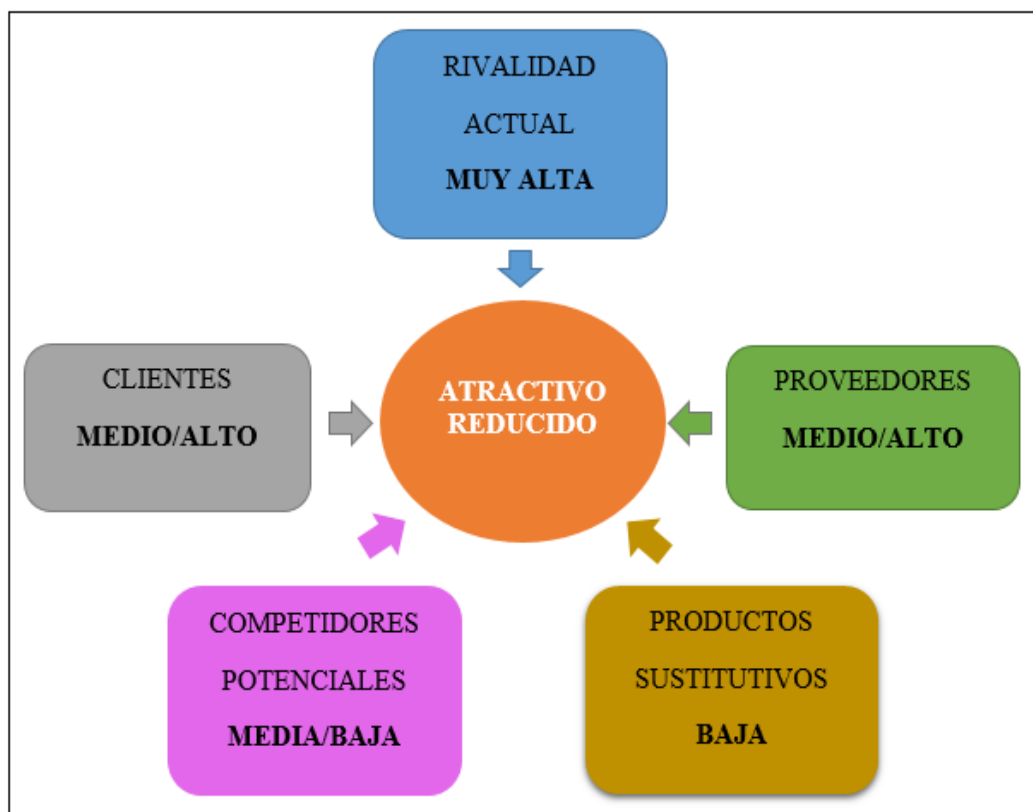 RIVALIDAD
ACTUAL
MUY ALTA
CLIENTES
MEDIO/ALTO
ATRACTIVO
REDUCIDO
PROVEEDORES
MEDIO/ALTO
COMPETIDORES
POTENCIALES
MEDIA/BAJA
PRODUCTOS
SUSTITUTIVOS
BAJA